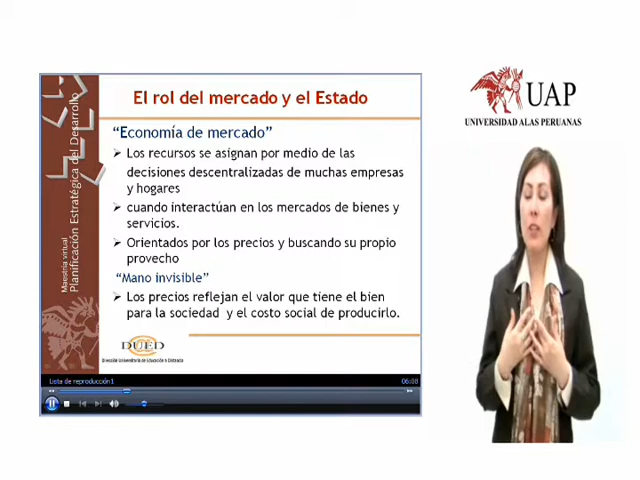 El rol del mercado y el Estado
“Economía de mercado”
Los recursos se asignan por medio de las
decisiones descentralizadas de muchas empresas
y hogares
cuando interactúan en los mercados de bienes y
servicios.
Orientados por los precios y buscando su propio
provecho
“Mano invisible”
Los precios reflejan el valor que tiene el bien
para la sociedad y el costo social de producirlo.
Maestría virtual
Planificación Estratégica del Desarrollo
DUED
Dirección Universitaria de Educación a Distancia
Lista de reproducción1
06:08
UAP
UNIVERSIDAD ALAS PERUANAS